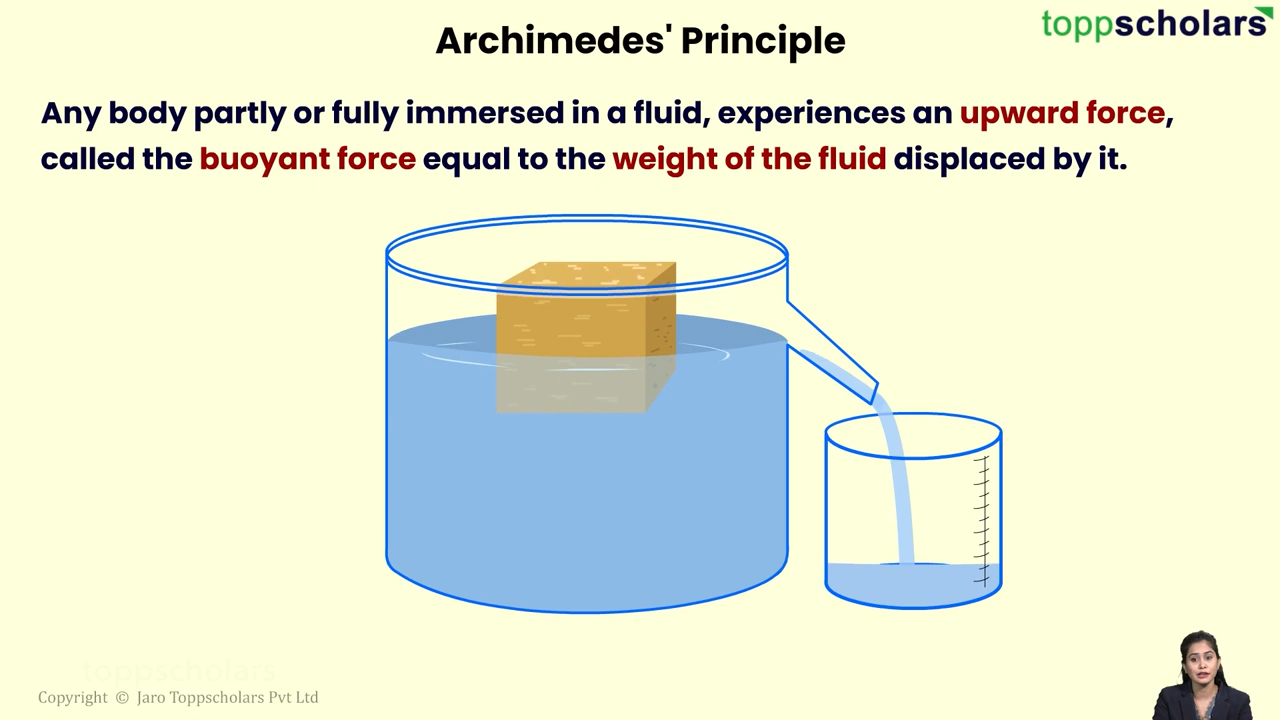 Archimedes' Principle
toppscholars
Any body partly or fully immersed in a fluid, experiences an upward force,
called the buoyant force equal to the weight of the fluid displaced by it.
toppscholars
Copyright © Jaro Toppscholars Pvt Ltd